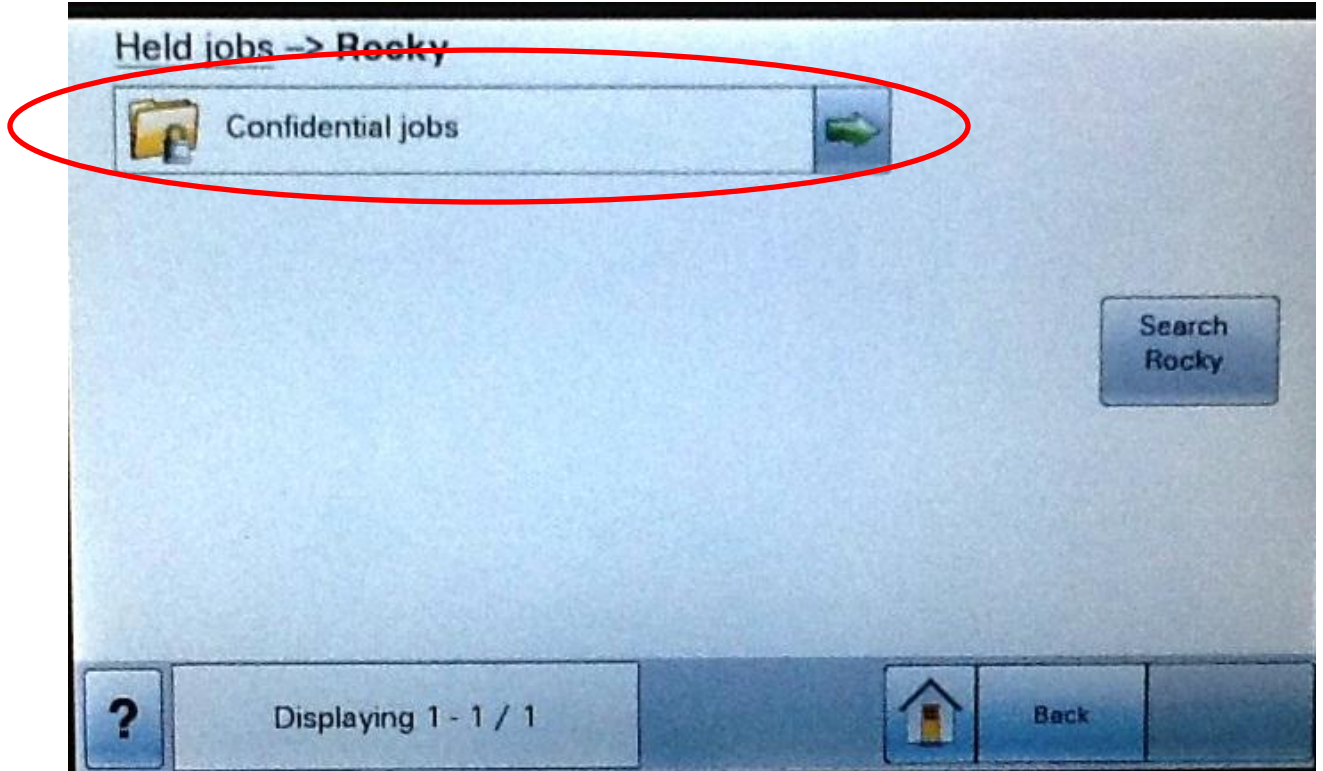 Held jobs -> Rocky
Confidential jobs
Search
Rocky
?
Displaying 1 - 1 / 1
Back